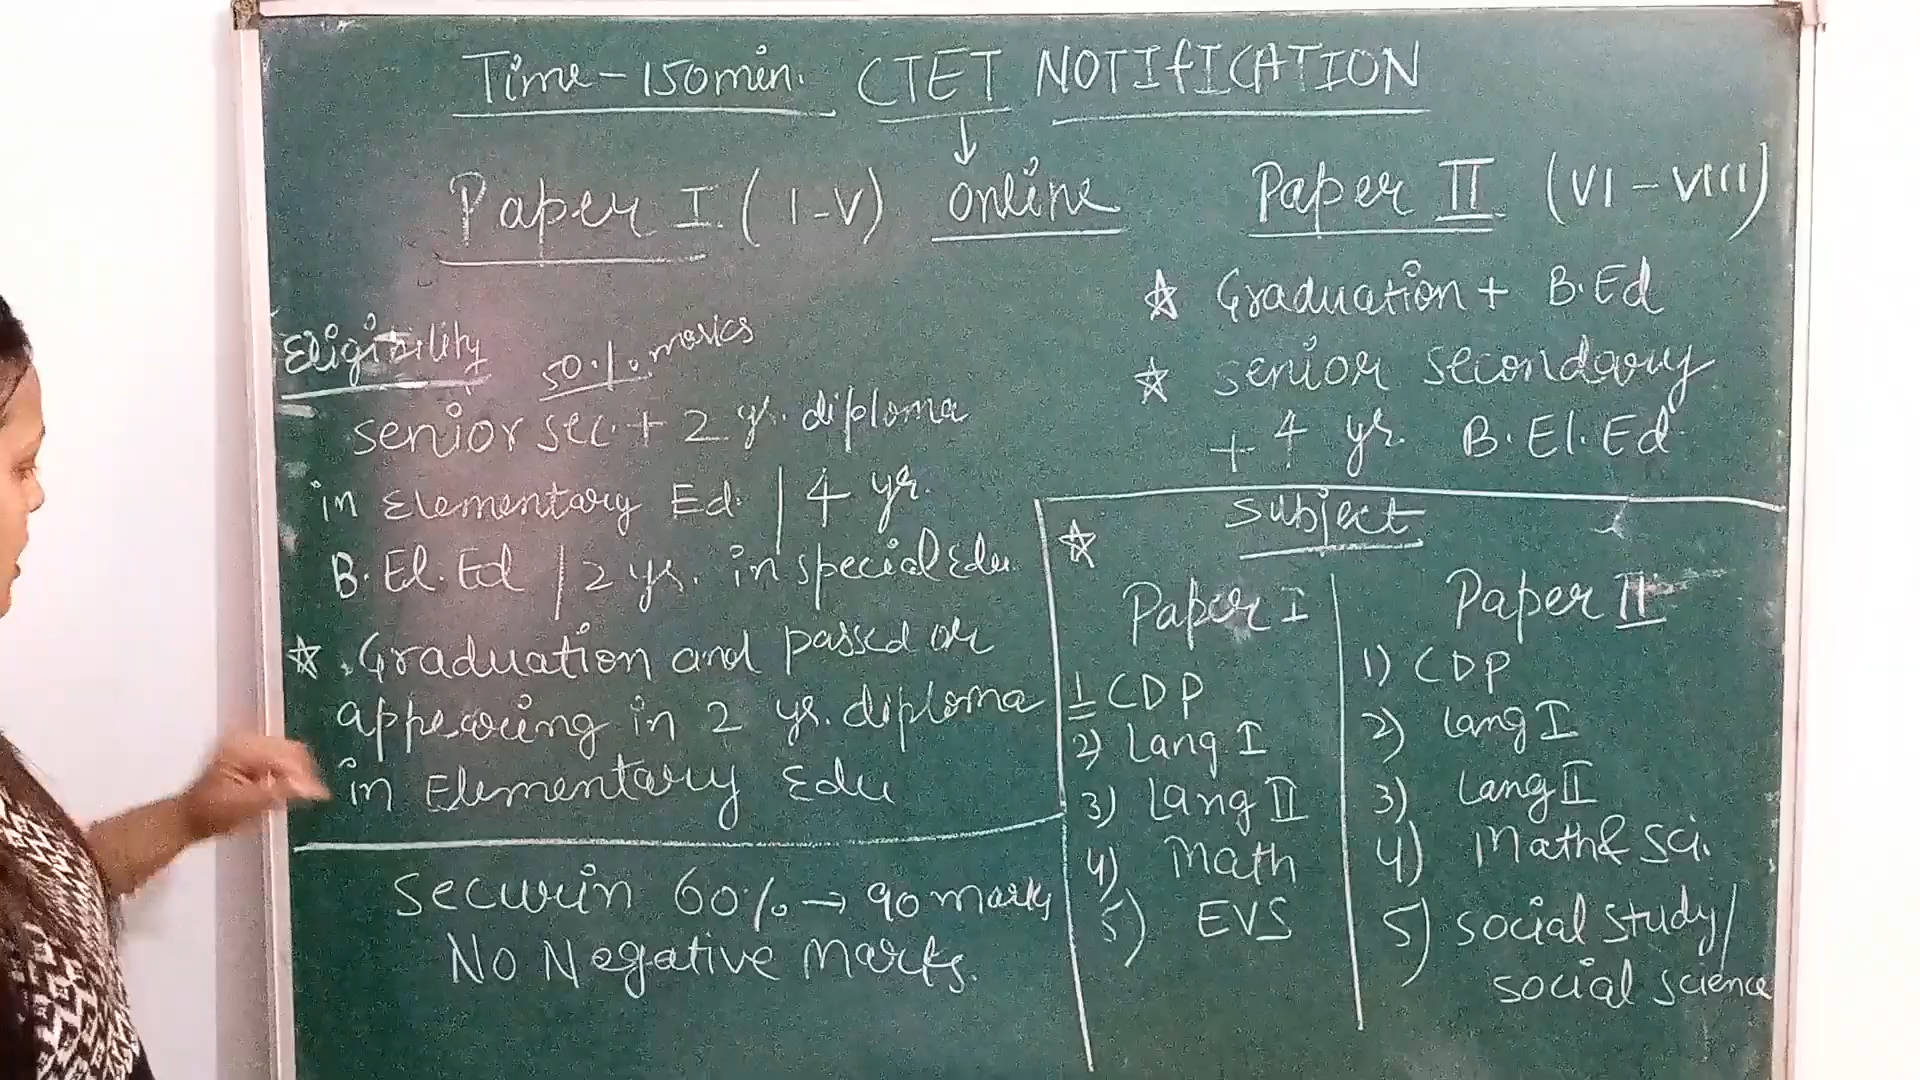 Time - 150 min. CTET NOTIfICATION
↓
Paper I. (I-V) online Paper II (VI - VIII)
Eligibility 50% marks
senior sec. + 2 yr. diploma
in Elementary Ed. | 4 yr.
B.El.Ed | 2 yr. in special Edu
☆ Graduation and passed or
appearing in 2 yr. diploma
in Elementary Edu
Securin 60% → 90 marks
No Negative Marks.
☆ Graduation + B.Ed
☆ senior secondary
+ 4 yr. B.El.Ed
☆ Subject
Paper I
1 CDP
2) Lang I
3) Lang II
4) Math
5) EVS
Paper II
1) CDP
2) Lang I
3) Lang II
4) Math & Sci.
5) social study/
social science